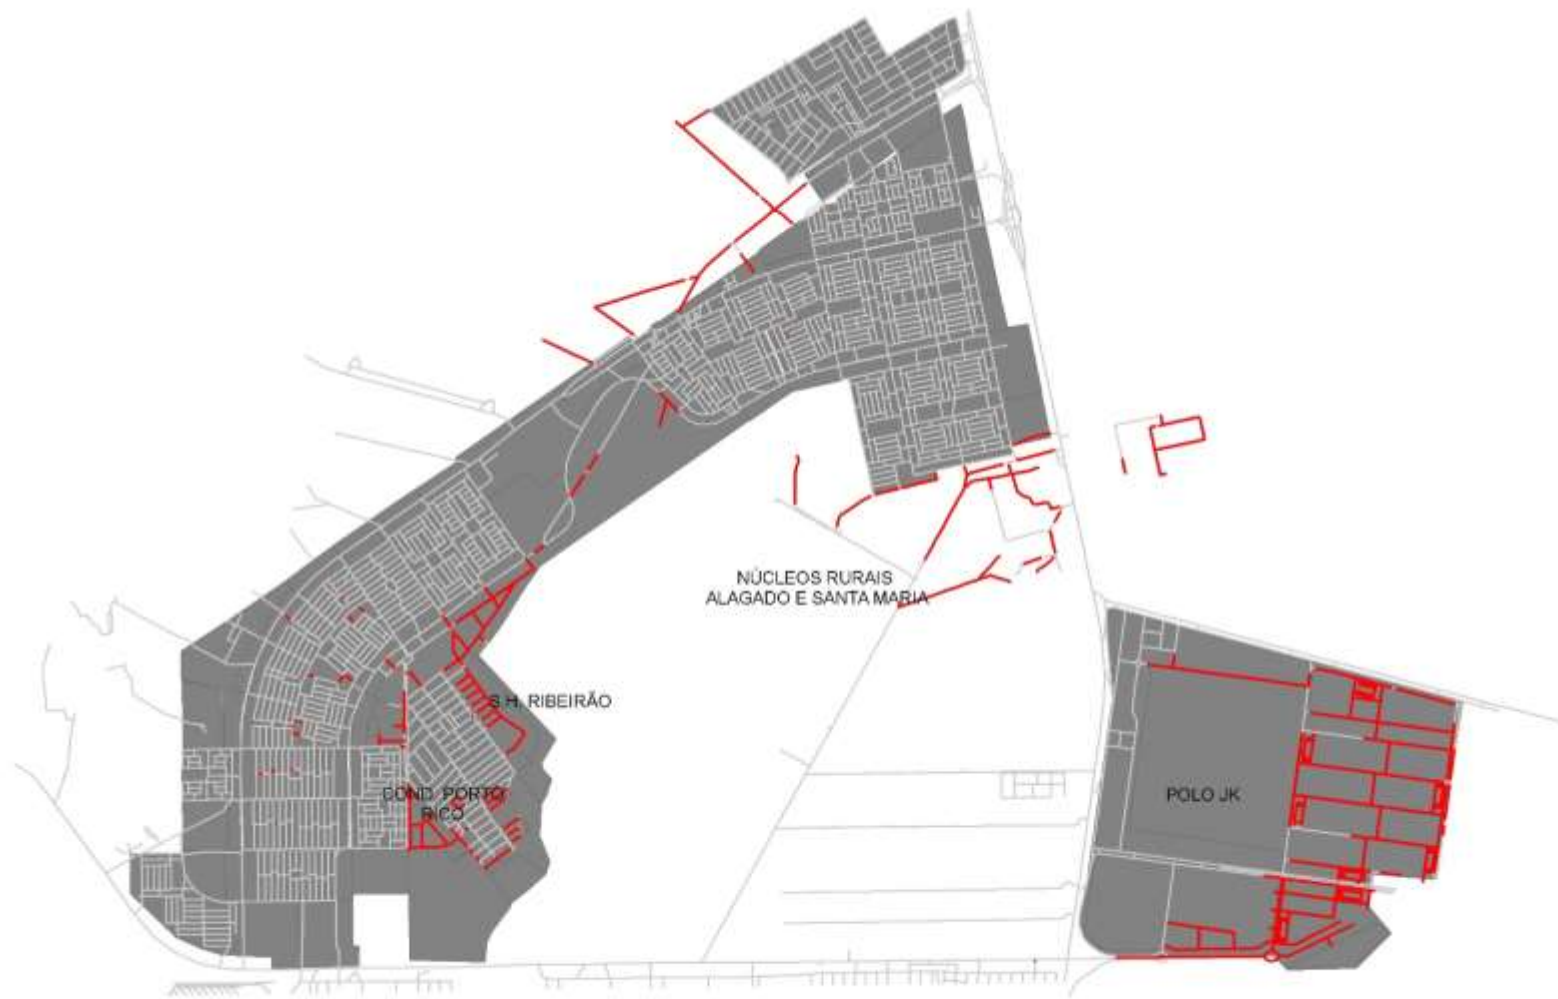 NÚCLEOS RURAIS
ALAGADO E SANTA MARIA
S.H. RIBEIRÃO
COND. PORTO
RICO
POLO JK